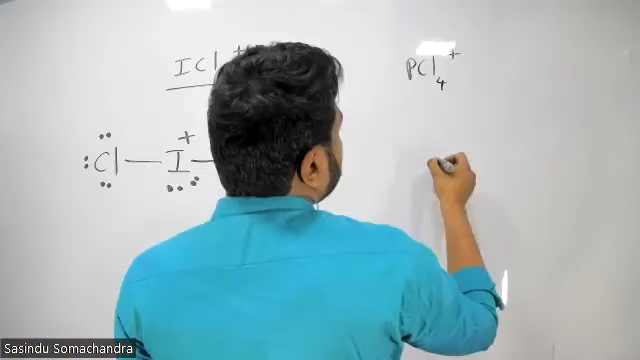 ICl +
PCl4+
:Cl — I+ —
Sasindu Somachandra